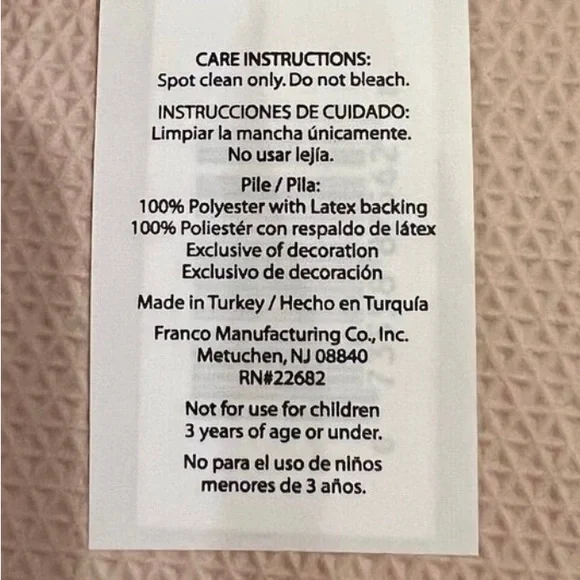 CARE INSTRUCTIONS:
Spot clean only. Do not bleach.
INSTRUCCIONES DE CUIDADO:
Limpiar la mancha únicamente.
No usar lejía.
Pile / Pila:
100% Polyester with Latex backing
100% Poliestér con respaldo de látex
Exclusive of decoration
Exclusivo de decoración
Made in Turkey / Hecho en Turquía
Franco Manufacturing Co., Inc.
Metuchen, NJ 08840
RN#22682
Not for use for children
3 years of age or under.
No para el uso de niños
menores de 3 años.